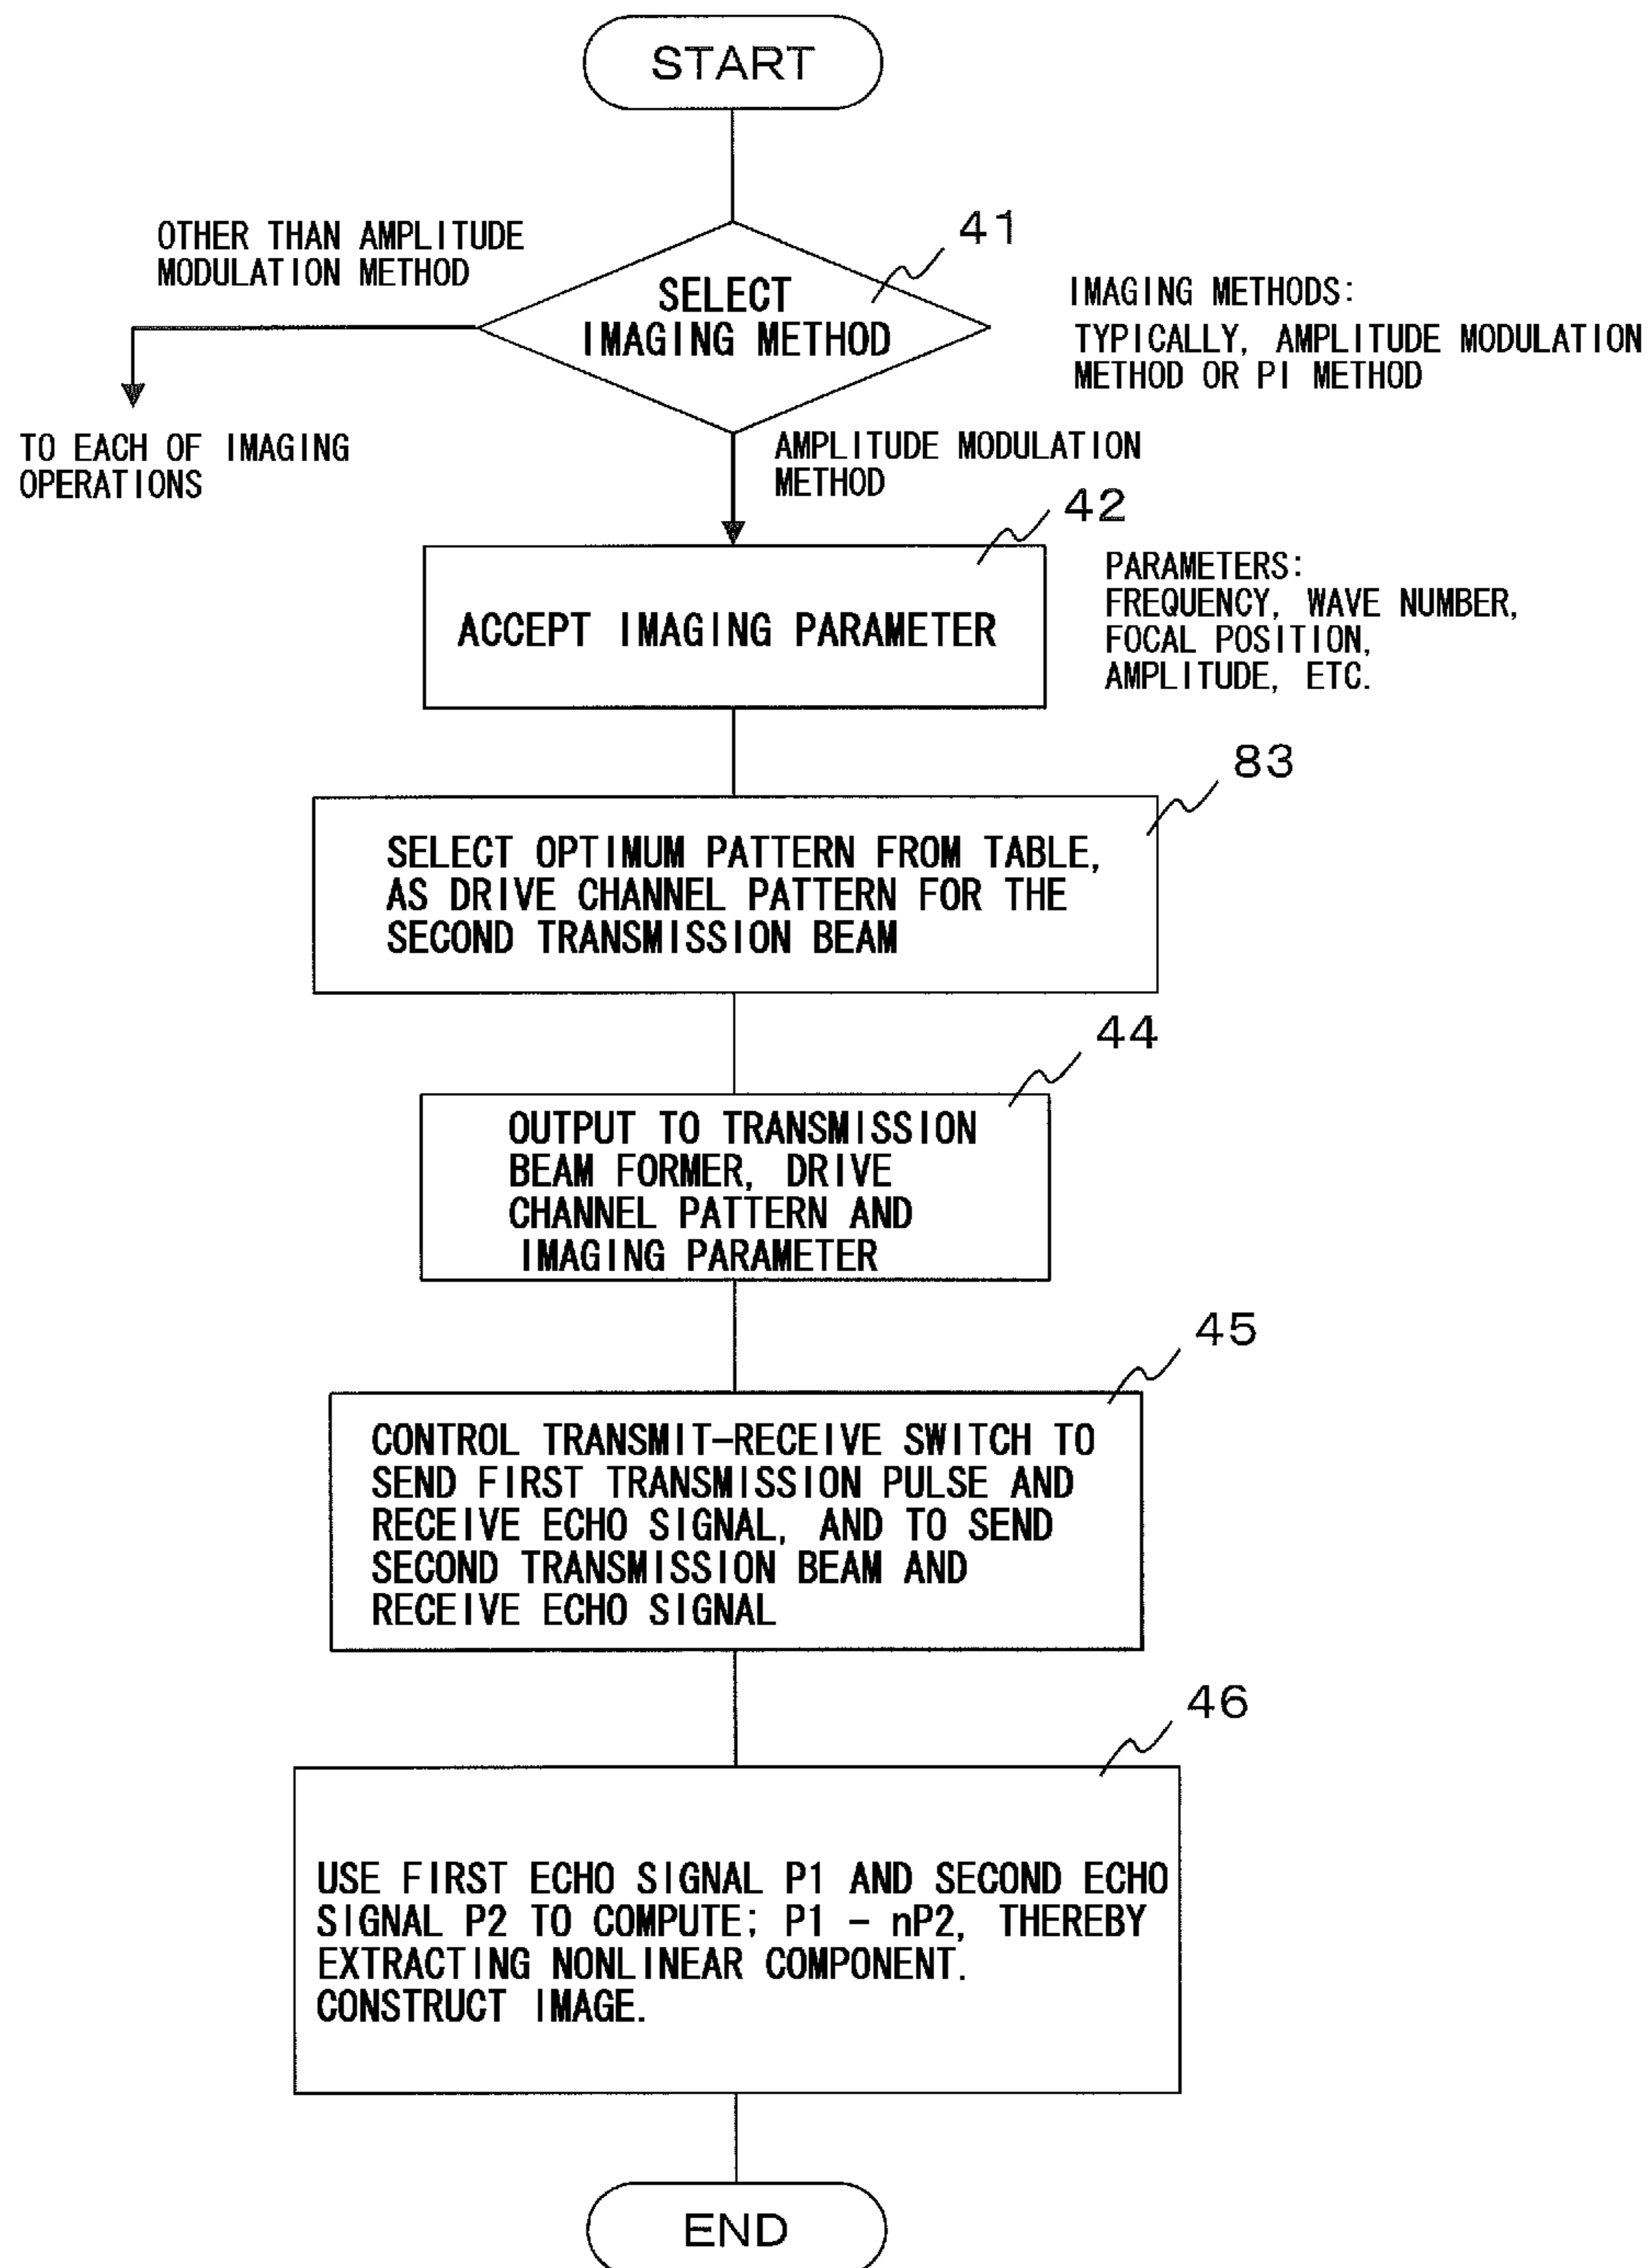 START
OTHER THAN AMPLITUDE
MODULATION METHOD
41
SELECT
IMAGING METHOD
IMAGING METHODS:
TYPICALLY, AMPLITUDE MODULATION
METHOD OR PI METHOD
TO EACH OF IMAGING
OPERATIONS
AMPLITUDE MODULATION
METHOD
42
ACCEPT IMAGING PARAMETER
PARAMETERS:
FREQUENCY, WAVE NUMBER,
FOCAL POSITION,
AMPLITUDE, ETC.
83
SELECT OPTIMUM PATTERN FROM TABLE,
AS DRIVE CHANNEL PATTERN FOR THE
SECOND TRANSMISSION BEAM
44
OUTPUT TO TRANSMISSION
BEAM FORMER, DRIVE
CHANNEL PATTERN AND
IMAGING PARAMETER
45
CONTROL TRANSMIT-RECEIVE SWITCH TO
SEND FIRST TRANSMISSION PULSE AND
RECEIVE ECHO SIGNAL, AND TO SEND
SECOND TRANSMISSION BEAM AND
RECEIVE ECHO SIGNAL
46
USE FIRST ECHO SIGNAL P1 AND SECOND ECHO
SIGNAL P2 TO COMPUTE; P1 - nP2, THEREBY
EXTRACTING NONLINEAR COMPONENT.
CONSTRUCT IMAGE.
END